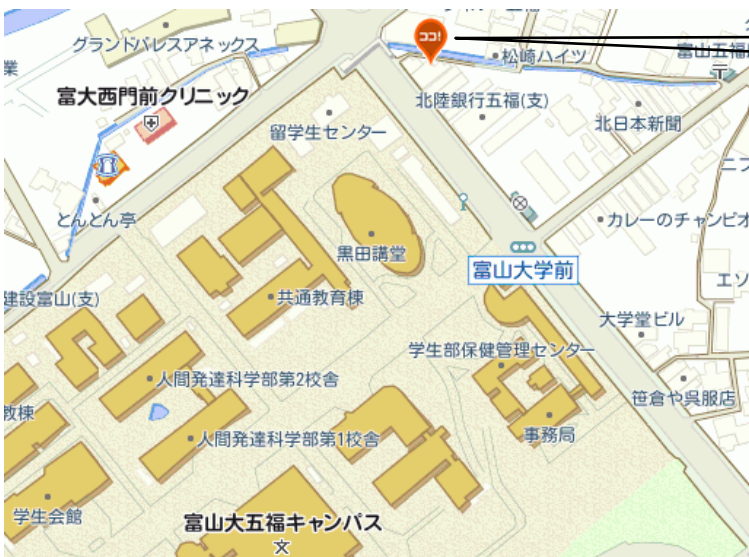 グランドパレスアネックス
業
ココ!
松崎ハイツ
富山五福
富大西門前クリニック
北陸銀行五福(支)
北日本新聞
留学生センター
とんとん亭
黒田講堂
カレーのチャンピオ
富山大学前
建設富山(支)
共通教育棟
エソ
大学堂ビル
学生部保健管理センター
人間発達科学部第2校舎
笹倉や呉服店
教棟
人間発達科学部第1校舎
事務局
学生会館
富山大五福キャンパス
文